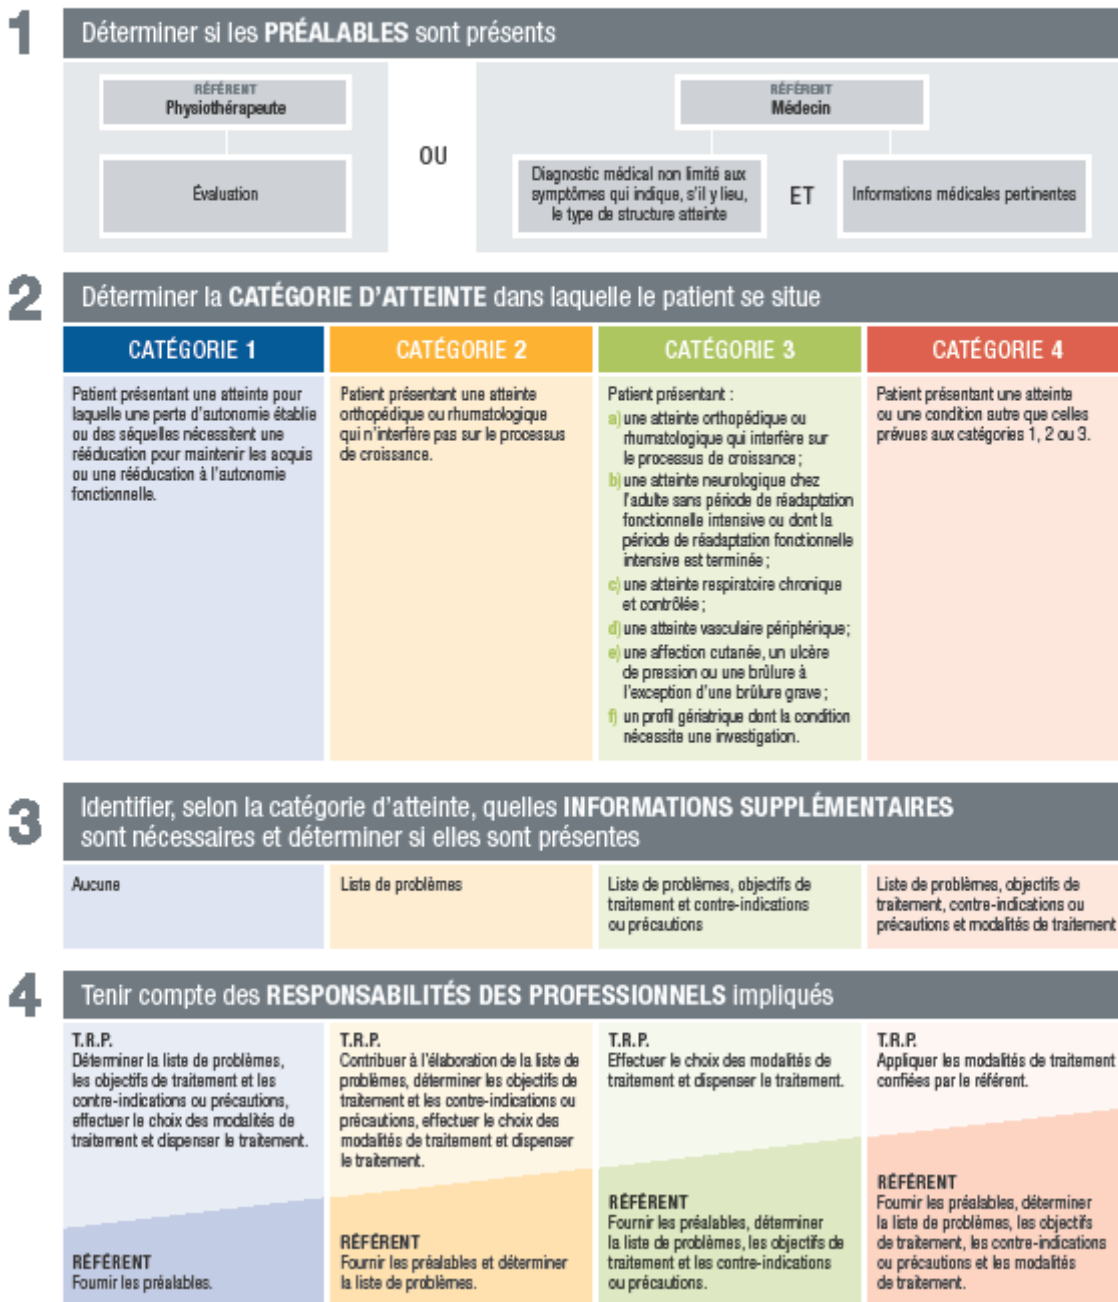 1
Déterminer si les PRÉALABLES sont présents
RÉFÉRENT
Physiothérapeute
Évaluation
OU
RÉFÉRENT
Médecin
Diagnostic médical non limité aux
symptômes qui indique, s'il y lieu,
le type de structure atteinte
ET
Informations médicales pertinentes
2
Déterminer la CATÉGORIE D'ATTEINTE dans laquelle le patient se situe
CATÉGORIE 1
Patient présentant une atteinte pour
laquelle une perte d'autonomie établie
ou des séquelles nécessitent une
rééducation pour maintenir les acquis
ou une rééducation à l'autonomie
fonctionnelle.
CATÉGORIE 2
Patient présentant une atteinte
orthopédique ou rhumatologique
qui n'interfère pas sur le processus
de croissance.
CATÉGORIE 3
Patient présentant :
a) une atteinte orthopédique ou
rhumatologique qui interfère sur
le processus de croissance ;
b) une atteinte neurologique chez
l'adulte sans période de réadaptation
fonctionnelle intensive ou dont la
période de réadaptation fonctionnelle
intensive est terminée ;
c) une atteinte respiratoire chronique
et contrôlée ;
d) une atteinte vasculaire périphérique ;
e) une affection cutanée, un ulcère
de pression ou une brûlure à
l'exception d'une brûlure grave ;
f) un profil gériatrique dont la condition
nécessite une investigation.
CATÉGORIE 4
Patient présentant une atteinte
ou une condition autre que celles
prévues aux catégories 1, 2 ou 3.
3
Identifier, selon la catégorie d'atteinte, quelles INFORMATIONS SUPPLÉMENTAIRES
sont nécessaires et déterminer si elles sont présentes
Aucune
Liste de problèmes
Liste de problèmes, objectifs de
traitement et contre-indications
ou précautions
Liste de problèmes, objectifs de
traitement, contre-indications ou
précautions et modalités de traitement
4
Tenir compte des RESPONSABILITÉS DES PROFESSIONNELS impliqués
T.R.P.
Déterminer la liste de problèmes,
les objectifs de traitement et les
contre-indications ou précautions,
effectuer le choix des modalités de
traitement et dispenser le traitement.
RÉFÉRENT
Fournir les préalables.
T.R.P.
Contribuer à l'élaboration de la liste de
problèmes, déterminer les objectifs de
traitement et les contre-indications ou
précautions, effectuer le choix des
modalités de traitement et dispenser
le traitement.
RÉFÉRENT
Fournir les préalables et déterminer
la liste de problèmes.
T.R.P.
Effectuer le choix des modalités de
traitement et dispenser le traitement.
RÉFÉRENT
Fournir les préalables, déterminer
la liste de problèmes, les objectifs de
traitement et les contre-indications
ou précautions.
T.R.P.
Appliquer les modalités de traitement
confiées par le référent.
RÉFÉRENT
Fournir les préalables, déterminer
la liste de problèmes, les objectifs
de traitement, les contre-indications
ou précautions et les modalités
de traitement.